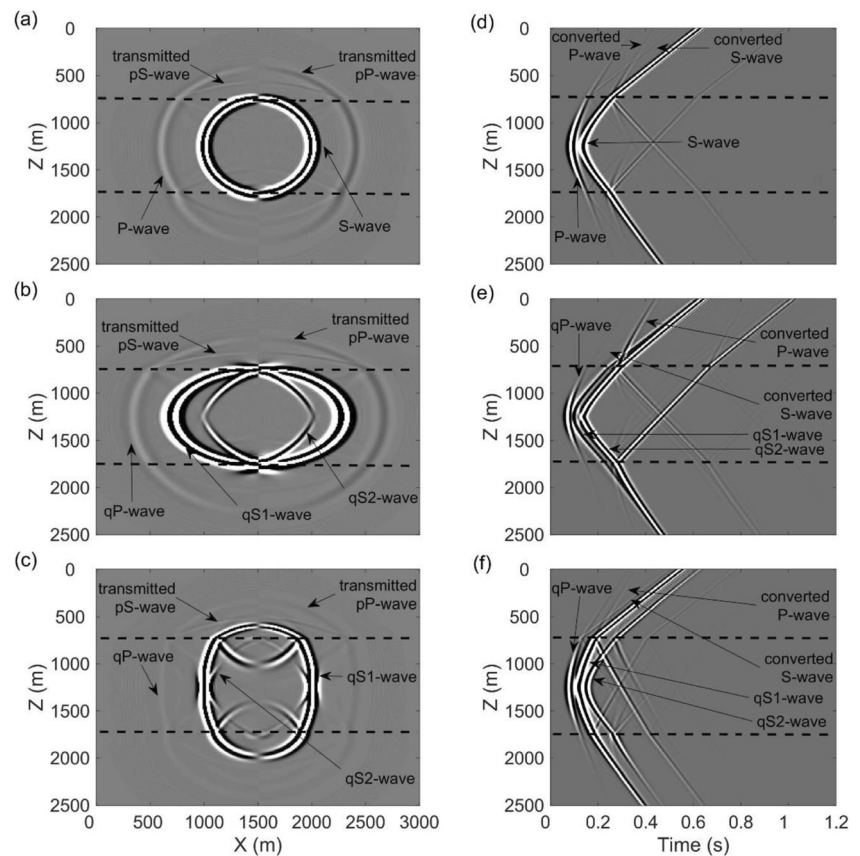 (a)
0
500
1000
1500
2000
2500
Z (m)
transmitted
pS-wave
transmitted
pP-wave
P-wave
S-wave
(d)
0
500
1000
1500
2000
2500
Z (m)
converted
P-wave
converted
S-wave
S-wave
P-wave
(b)
0
500
1000
1500
2000
2500
Z (m)
transmitted
pS-wave
transmitted
pP-wave
qP-wave
qS1-wave
qS2-wave
(e)
0
500
1000
1500
2000
2500
Z (m)
qP-wave
converted
P-wave
converted
S-wave
qS1-wave
qS2-wave
(c)
0
500
1000
1500
2000
2500
Z (m)
transmitted
pS-wave
transmitted
pP-wave
qP-wave
qS1-wave
qS2-wave
0 500 1000 1500 2000 2500 3000
X (m)
(f)
0
500
1000
1500
2000
2500
Z (m)
qP-wave
converted
P-wave
converted
S-wave
qS1-wave
qS2-wave
0 0.2 0.4 0.6 0.8 1 1.2
Time (s)